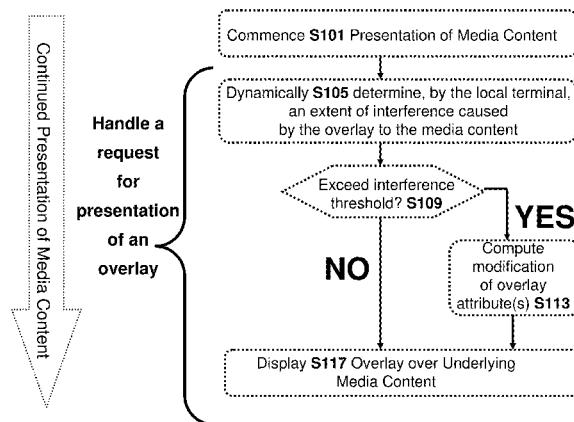 Commence S101 Presentation of Media Content
Continued Presentation of Media Content
Handle a
request
for
presentation
of an
overlay
Dynamically S105 determine, by the local terminal,
an extent of interference caused
by the overlay to the media content
Exceed interference
threshold? S109
YES
NO
Compute
modification
of overlay
attribute(s) S113
Display S117 Overlay over Underlying
Media Content